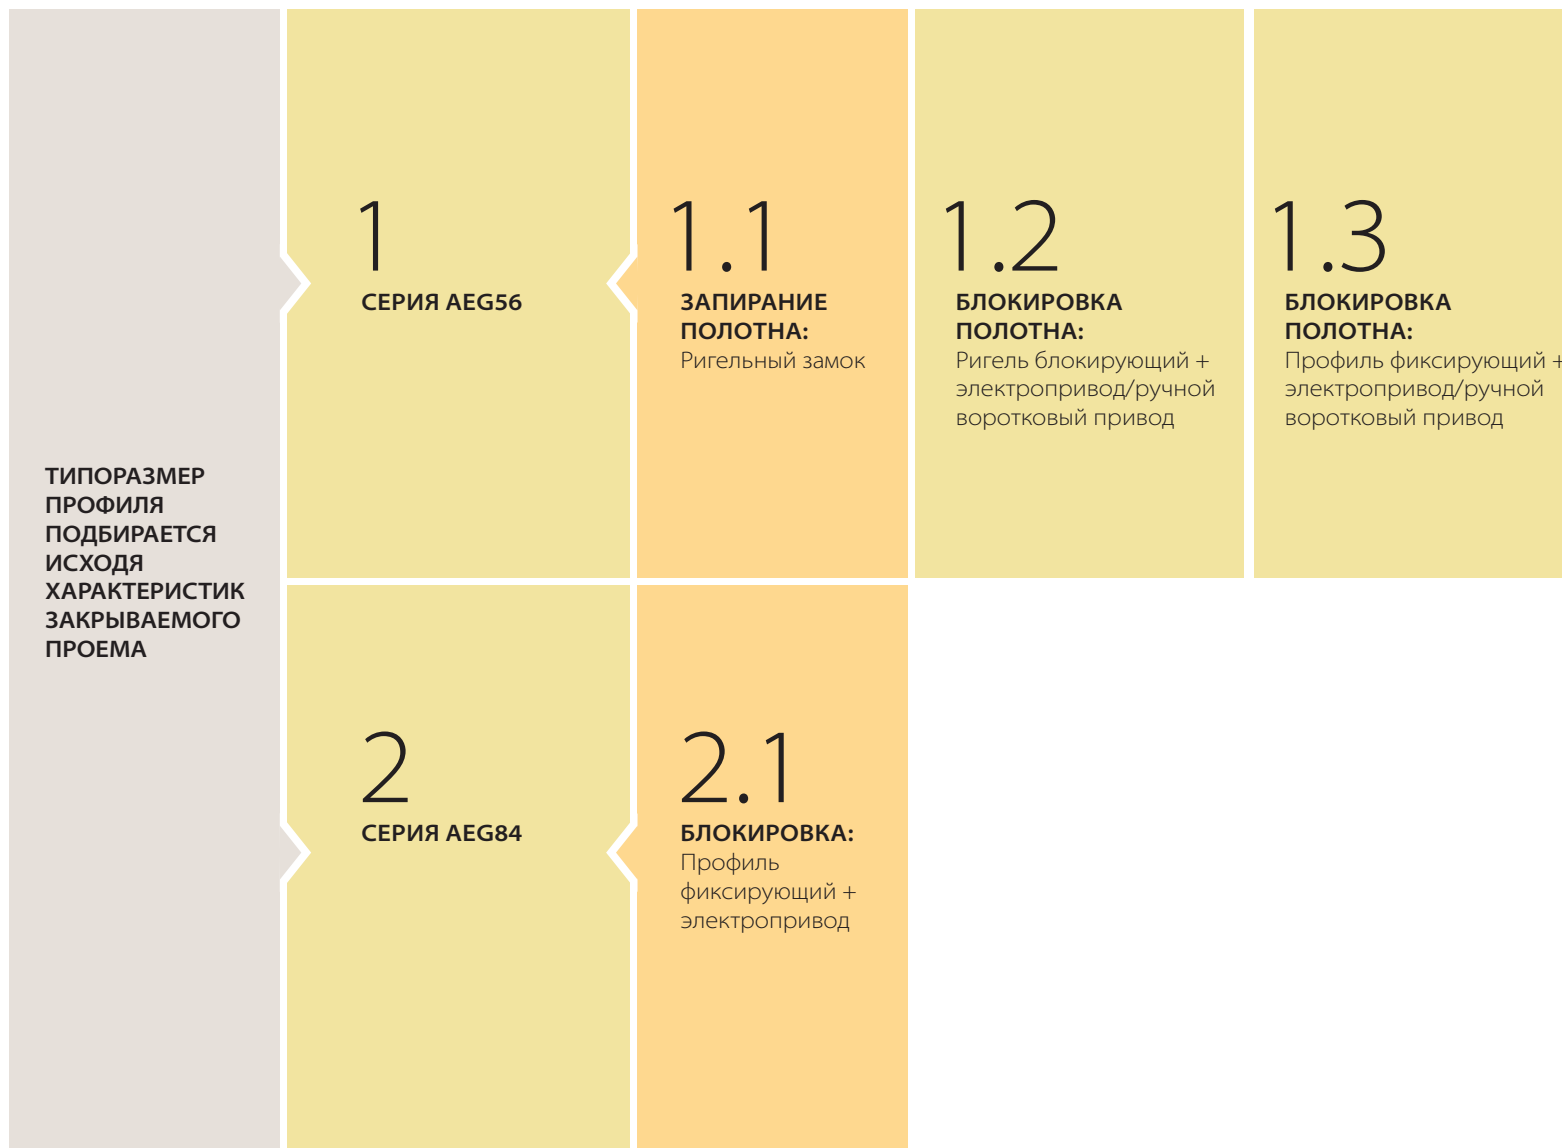 ТИПОРАЗМЕР
ПРОФИЛЯ
ПОДБИРАЕТСЯ
ИСХОДЯ
ХАРАКТЕРИСТИК
ЗАКРЫВАЕМОГО
ПРОЕМА
1
СЕРИЯ AEG56
1.1
ЗАПИРАНИЕ
ПОЛОТНА:
Ригельный замок
1.2
БЛОКИРОВКА
ПОЛОТНА:
Ригель блокирующий +
электропривод/ручной
воротковый привод
1.3
БЛОКИРОВКА
ПОЛОТНА:
Профиль фиксирующий +
электропривод/ручной
воротковый привод
2
СЕРИЯ AEG84
2.1
БЛОКИРОВКА:
Профиль
фиксирующий +
электропривод